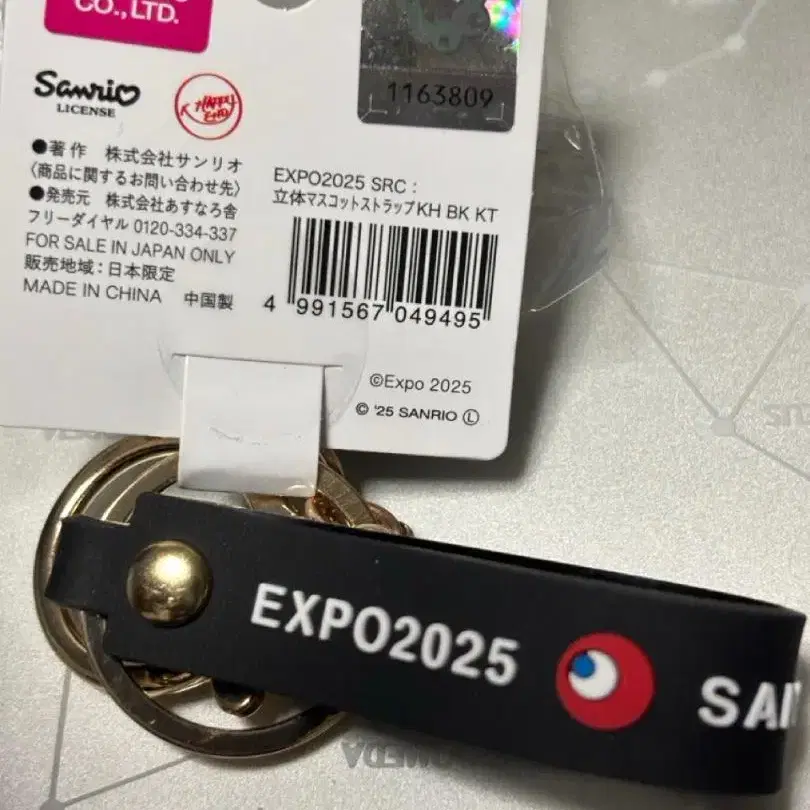 CO.,LTD.
1163809
Sanrio
LICENSE
HAPPY
●著作 株式会社サンリオ
〈商品に関するお問い合わせ先〉
●発売元 株式会社あすなろ舎
フリーダイヤル 0120-334-337
FOR SALE IN JAPAN ONLY
販売地域：日本限定
MADE IN CHINA 中国製
EXPO2025 SRC :
立体マスコットストラップKH BK KT
4 991567 049495
©Expo 2025
© '25 SANRIO Ⓛ
EXPO2025 SAN